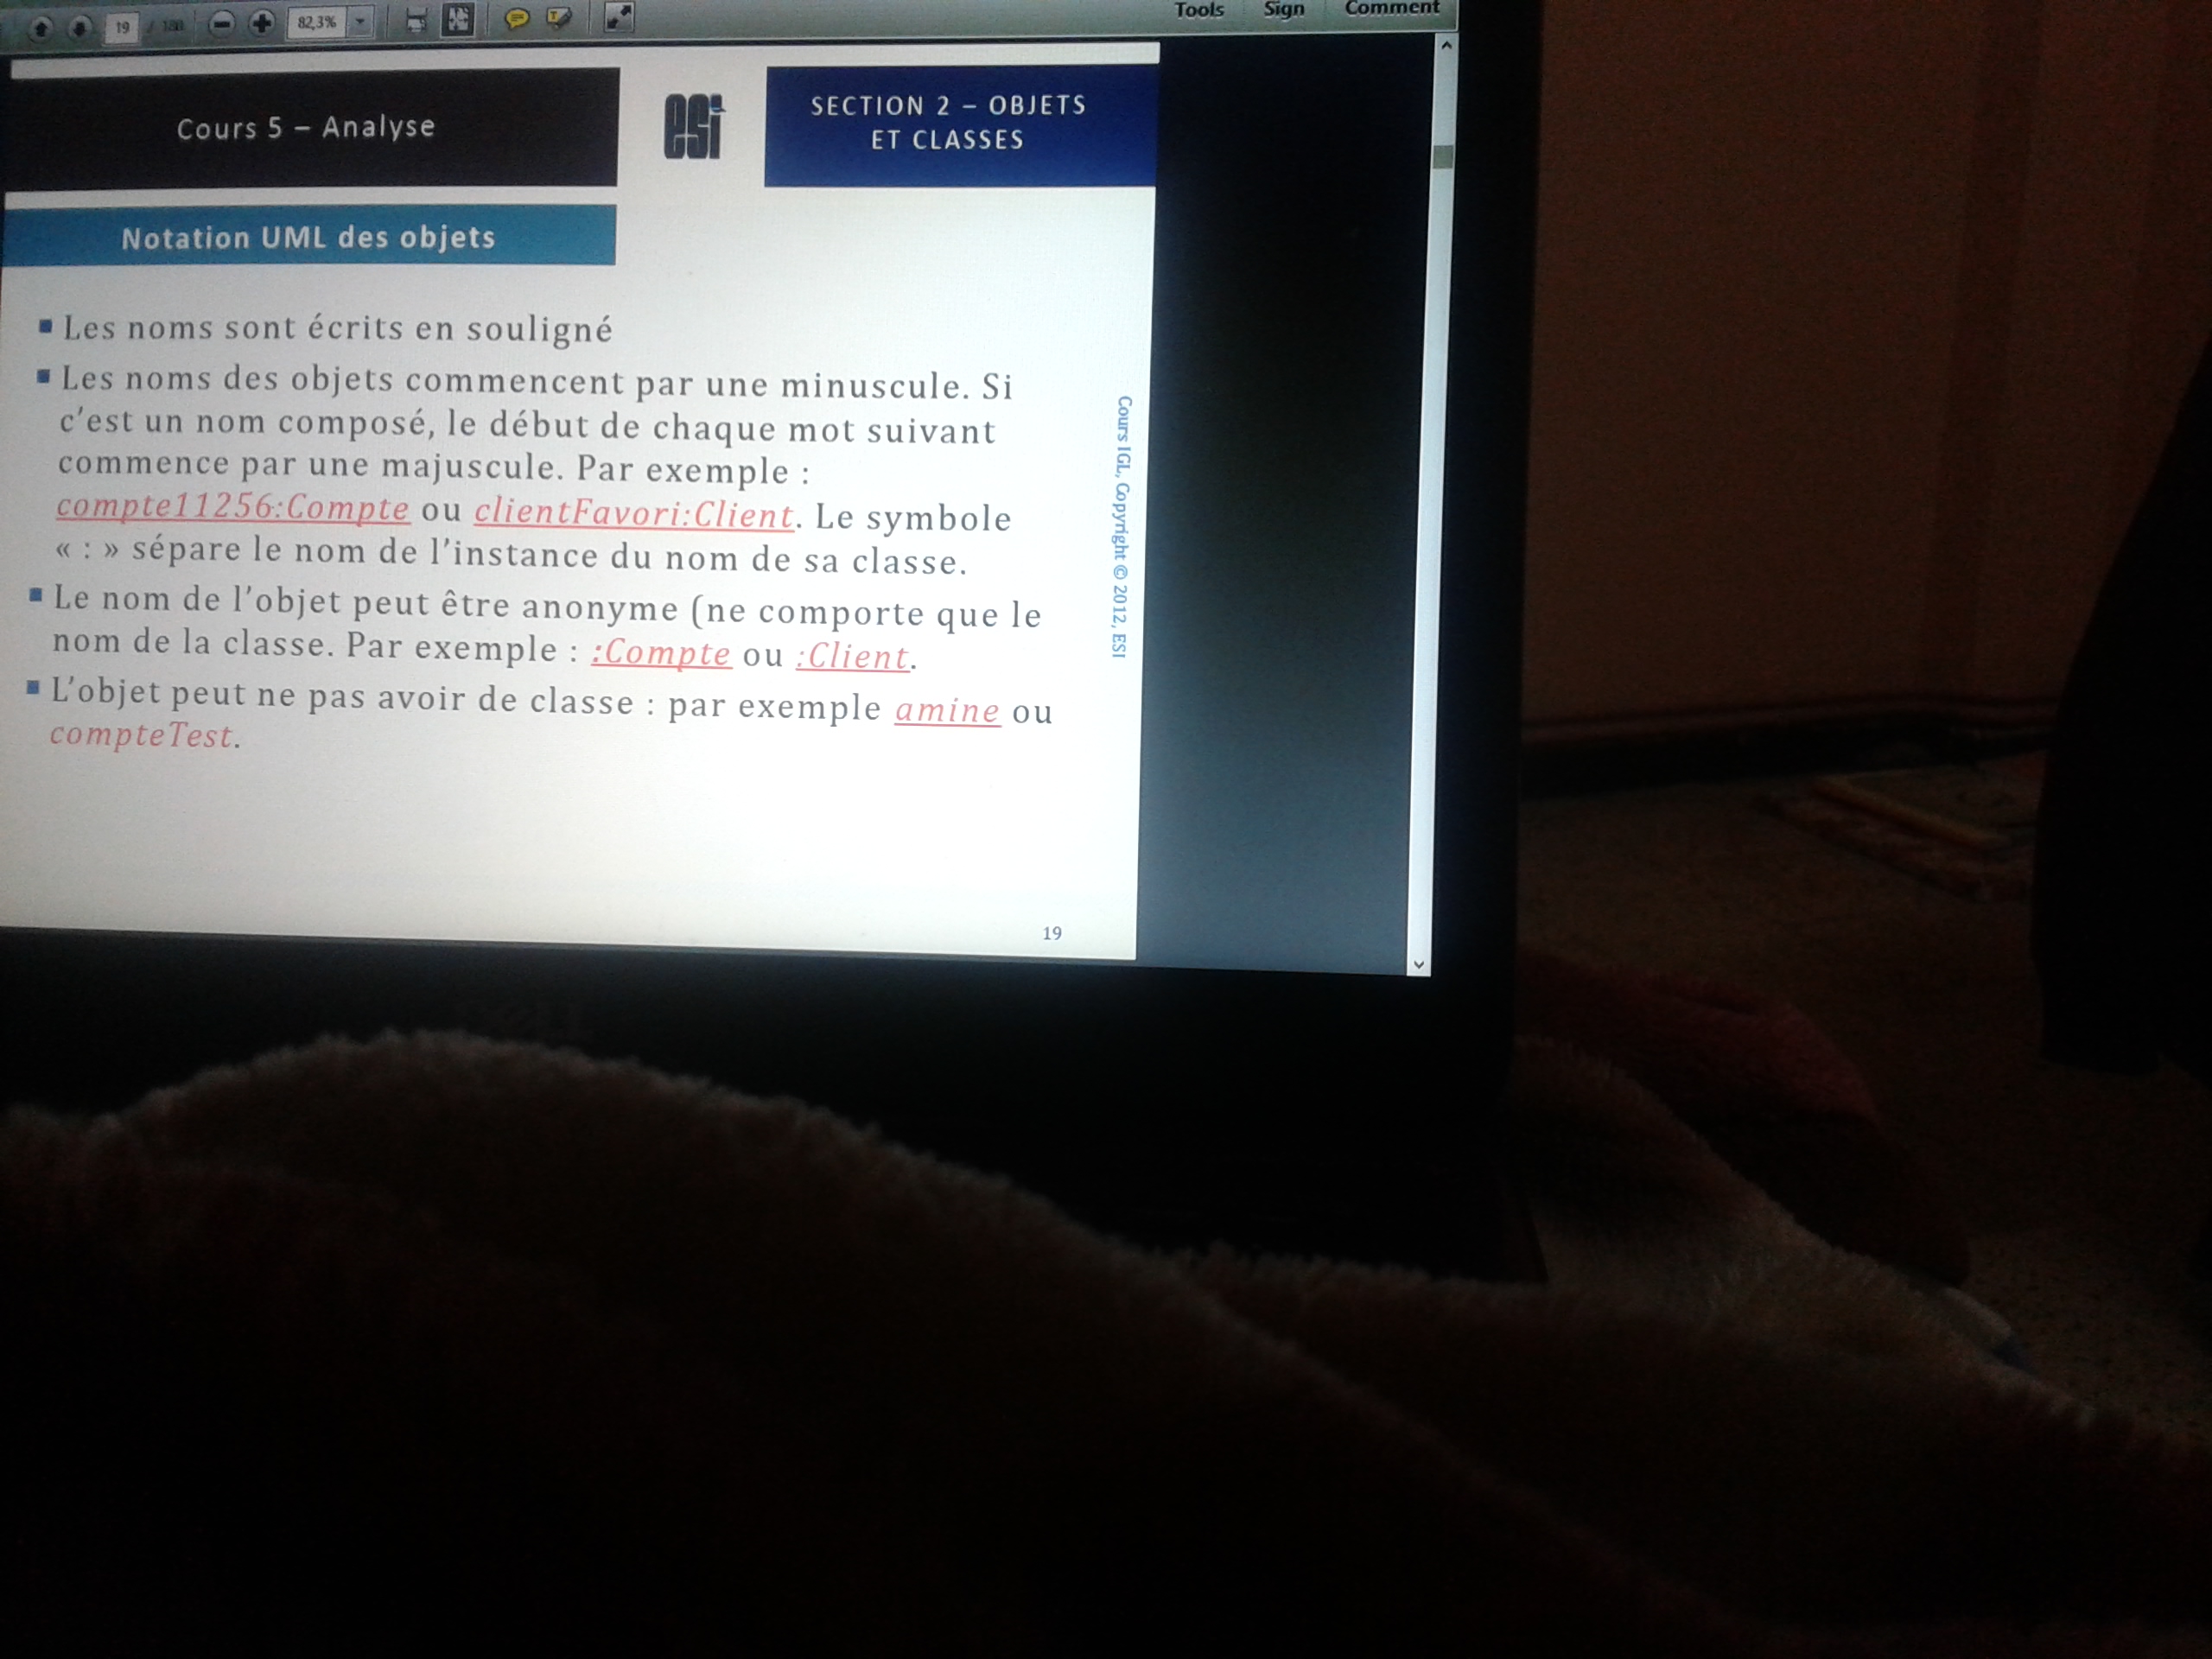 Tools Sign Comment
19 / 82,3%
Cours 5 – Analyse
esi
SECTION 2 – OBJETS
ET CLASSES
Notation UML des objets
▪ Les noms sont écrits en souligné
▪ Les noms des objets commencent par une minuscule. Si
c'est un nom composé, le début de chaque mot suivant
commence par une majuscule. Par exemple :
compte11256:Compte ou clientFavori:Client. Le symbole
« : » sépare le nom de l'instance du nom de sa classe.
▪ Le nom de l'objet peut être anonyme (ne comporte que le
nom de la classe. Par exemple : :Compte ou :Client.
▪ L'objet peut ne pas avoir de classe : par exemple amine ou
compteTest.
Cours IGL, Copyright © 2012, ESI
19